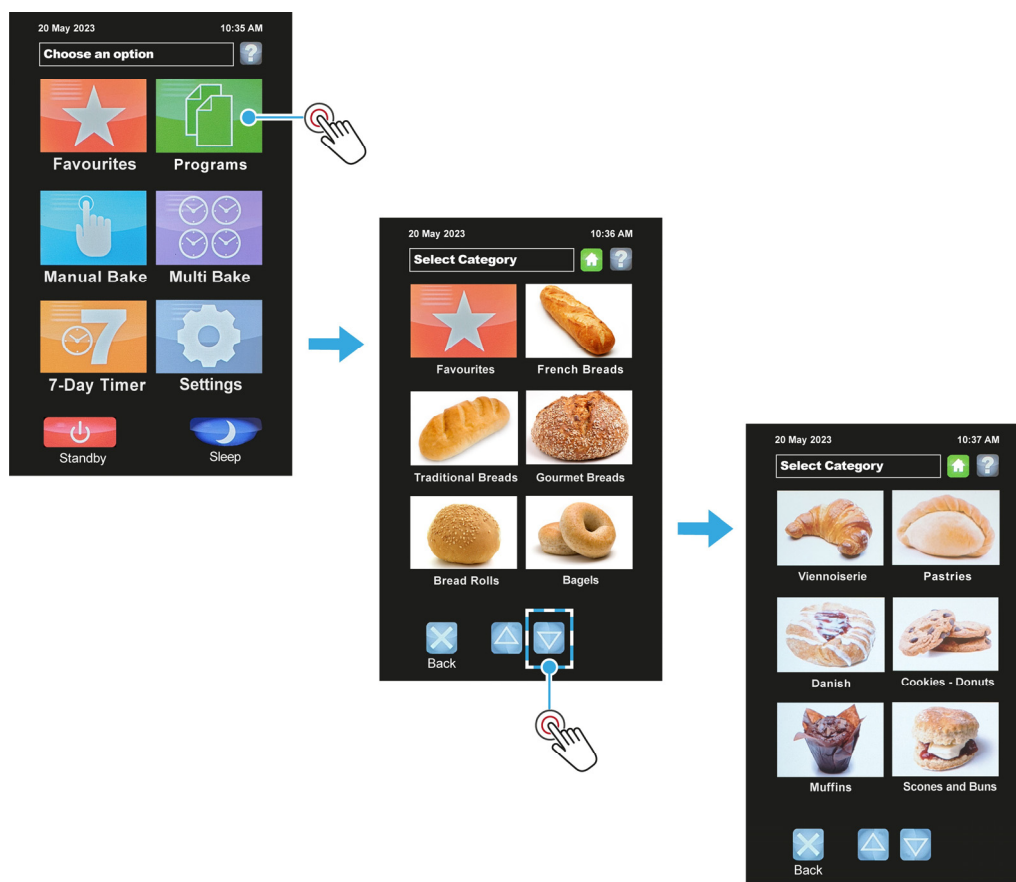 20 May 2023 10:35 AM
Choose an option ?
Favourites Programs
Manual Bake Multi Bake
7
7-Day Timer Settings
Standby Sleep
20 May 2023 10:36 AM
Select Category ?
Favourites French Breads
Traditional Breads Gourmet Breads
Bread Rolls Bagels
Back
20 May 2023 10:37 AM
Select Category ?
Viennoiserie Pastries
Danish Cookies - Donuts
Muffins Scones and Buns
Back